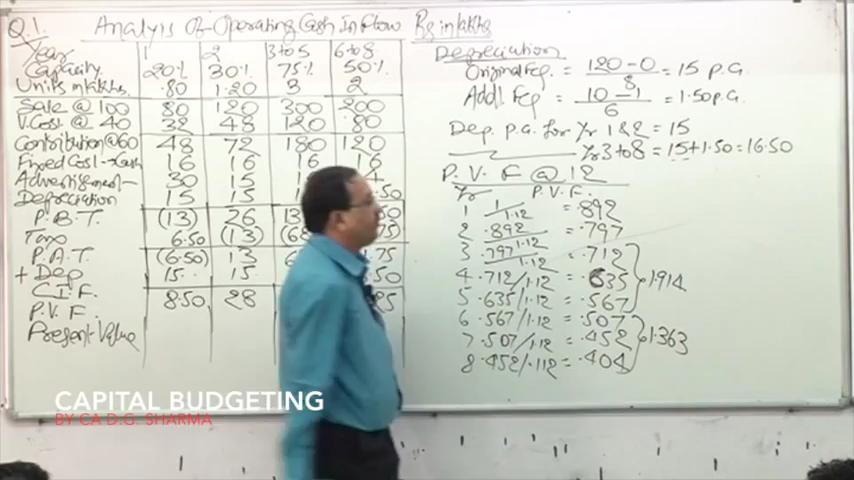 Q.1. Analysis Of Operating Cash Inflow Rs in lakhs
Year 1 2 3 to 5 6 to 8
Capacity 20% 30% 75% 50%
Units in lakhs .80 1.20 3 2
Sale @ 100 80 120 300 200
V.Cost @ 40 32 48 120 80
Contribution @ 60 48 72 180 120
Fixed Cost - Cash 16 16 16 16
Advertisement - 30 15
Depreciation 15 15
P.B.T. (13) 26
Tax 6.50 (13)
P.A.T. (6.50) 13
+ Dep 15. 15.
C.I.F. 8.50 28
P.V.F.
Present Value
Depreciation
Original Eqp. = 120-0 / 8 = 15 p.a.
Addl Eqp = 10-1 / 6 = 1.50 p.a.
Dep. P.a. for Yr 1 & 2 = 15
Yr 3 to 8 = 15 + 1.50 = 16.50
P.V.F @ 12
Yr P.V.F.
1 1/1.12 = .892
2 .892/1.12 = .797
3 .797/1.12 = .712
4 .712/1.12 = .635
5 .635/1.12 = .567
1.914
6 .567/1.12 = .507
7 .507/1.12 = .452
8 .452/.112 = .404
1.363
CAPITAL BUDGETING
BY CA D.G. SHARMA